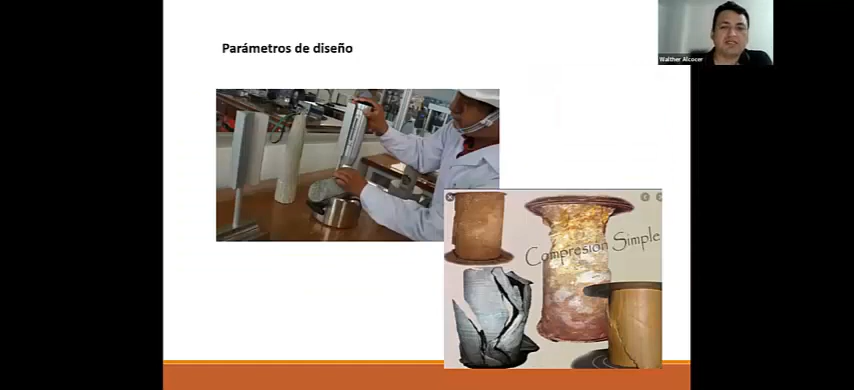 Parámetros de diseño
Walther Alcocer
Compresion Simple